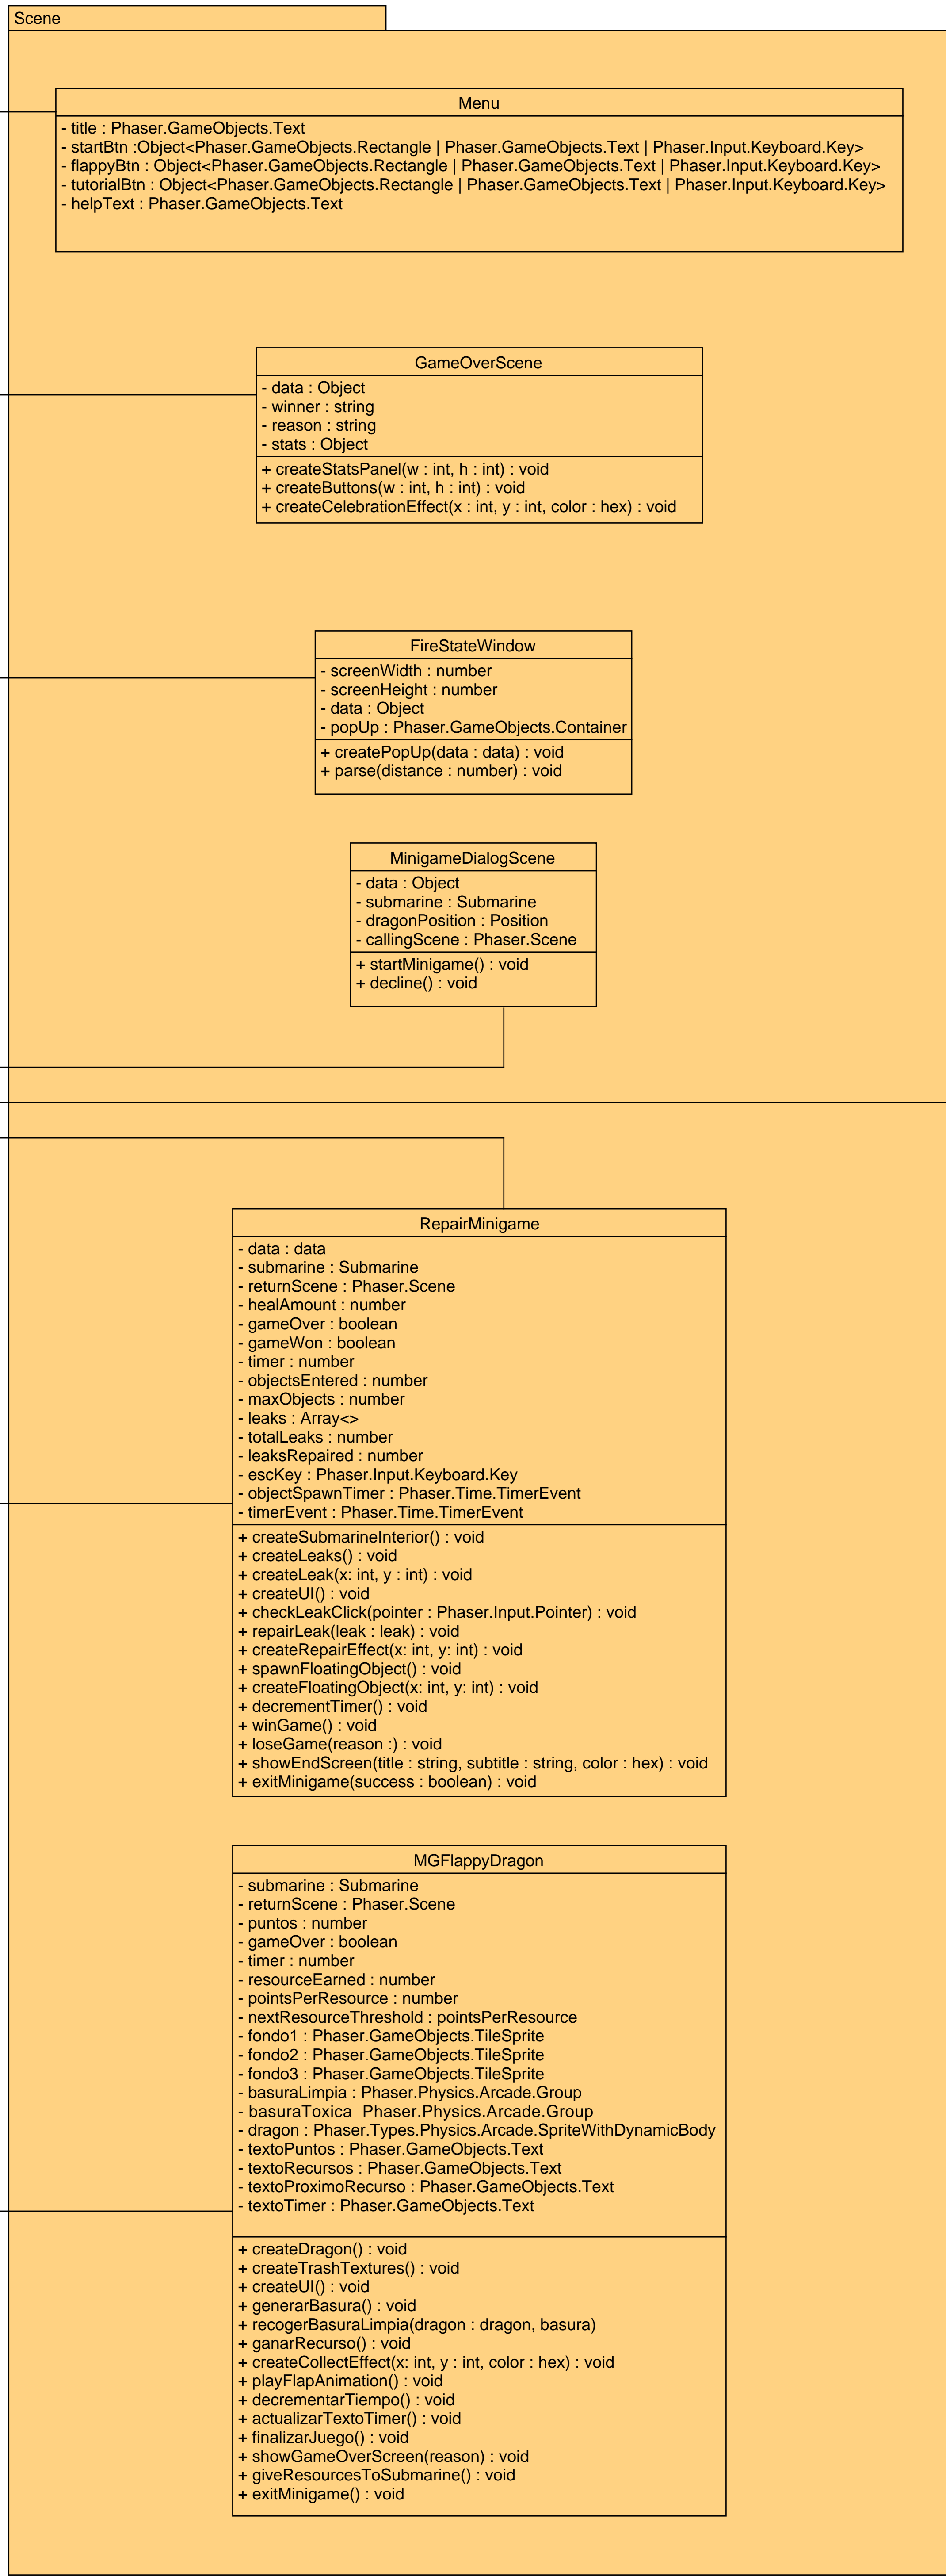 Scene
Menu
- title : Phaser.GameObjects.Text
- startBtn :Object<Phaser.GameObjects.Rectangle | Phaser.GameObjects.Text | Phaser.Input.Keyboard.Key>
- flappyBtn : Object<Phaser.GameObjects.Rectangle | Phaser.GameObjects.Text | Phaser.Input.Keyboard.Key>
- tutorialBtn : Object<Phaser.GameObjects.Rectangle | Phaser.GameObjects.Text | Phaser.Input.Keyboard.Key>
- helpText : Phaser.GameObjects.Text
GameOverScene
- data : Object
- winner : string
- reason : string
- stats : Object
+ createStatsPanel(w : int, h : int) : void
+ createButtons(w : int, h : int) : void
+ createCelebrationEffect(x : int, y : int, color : hex) : void
FireStateWindow
- screenWidth : number
- screenHeight : number
- data : Object
- popUp : Phaser.GameObjects.Container
+ createPopUp(data : data) : void
+ parse(distance : number) : void
MinigameDialogScene
- data : Object
- submarine : Submarine
- dragonPosition : Position
- callingScene : Phaser.Scene
+ startMinigame() : void
+ decline() : void
RepairMinigame
- data : data
- submarine : Submarine
- returnScene : Phaser.Scene
- healAmount : number
- gameOver : boolean
- gameWon : boolean
- timer : number
- objectsEntered : number
- maxObjects : number
- leaks : Array<>
- totalLeaks : number
- leaksRepaired : number
- escKey : Phaser.Input.Keyboard.Key
- objectSpawnTimer : Phaser.Time.TimerEvent
- timerEvent : Phaser.Time.TimerEvent
+ createSubmarineInterior() : void
+ createLeaks() : void
+ createLeak(x: int, y : int) : void
+ createUI() : void
+ checkLeakClick(pointer : Phaser.Input.Pointer) : void
+ repairLeak(leak : leak) : void
+ createRepairEffect(x: int, y: int) : void
+ spawnFloatingObject() : void
+ createFloatingObject(x: int, y: int) : void
+ decrementTimer() : void
+ winGame() : void
+ loseGame(reason :) : void
+ showEndScreen(title : string, subtitle : string, color : hex) : void
+ exitMinigame(success : boolean) : void
MGFlappyDragon
- submarine : Submarine
- returnScene : Phaser.Scene
- puntos : number
- gameOver : boolean
- timer : number
- resourceEarned : number
- pointsPerResource : number
- nextResourceThreshold : pointsPerResource
- fondo1 : Phaser.GameObjects.TileSprite
- fondo2 : Phaser.GameObjects.TileSprite
- fondo3 : Phaser.GameObjects.TileSprite
- basuraLimpia : Phaser.Physics.Arcade.Group
- basuraToxica  Phaser.Physics.Arcade.Group
- dragon : Phaser.Types.Physics.Arcade.SpriteWithDynamicBody
- textoPuntos : Phaser.GameObjects.Text
- textoRecursos : Phaser.GameObjects.Text
- textoProximoRecurso : Phaser.GameObjects.Text
- textoTimer : Phaser.GameObjects.Text
+ createDragon() : void
+ createTrashTextures() : void
+ createUI() : void
+ generarBasura() : void
+ recogerBasuraLimpia(dragon : dragon, basura)
+ ganarRecurso() : void
+ createCollectEffect(x: int, y : int, color : hex) : void
+ playFlapAnimation() : void
+ decrementarTiempo() : void
+ actualizarTextoTimer() : void
+ finalizarJuego() : void
+ showGameOverScreen(reason) : void
+ giveResourcesToSubmarine() : void
+ exitMinigame() : void